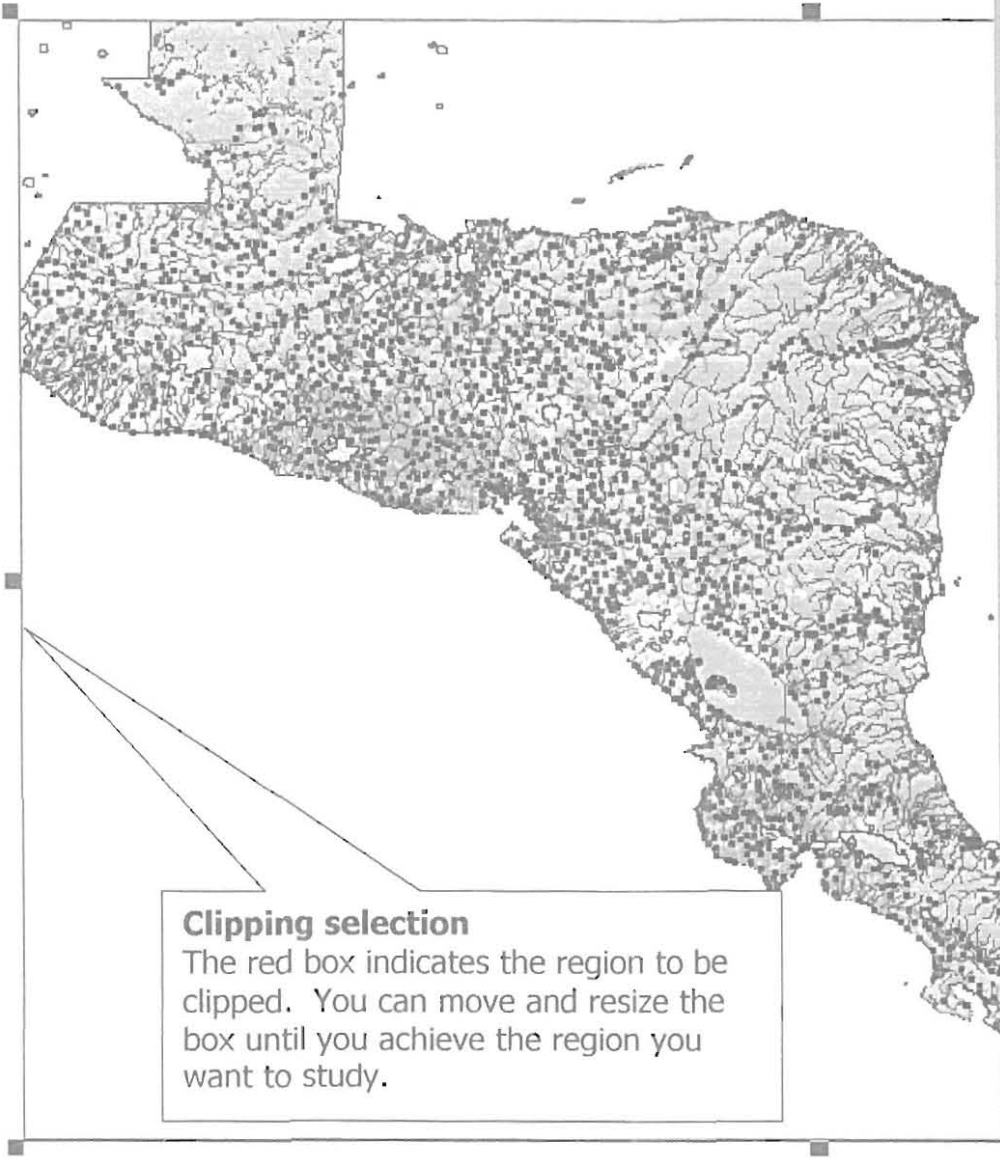 Clipping selection
The red box indicates the region to be
clipped.  You can move and resize the
box until you achieve the region you
want to study.